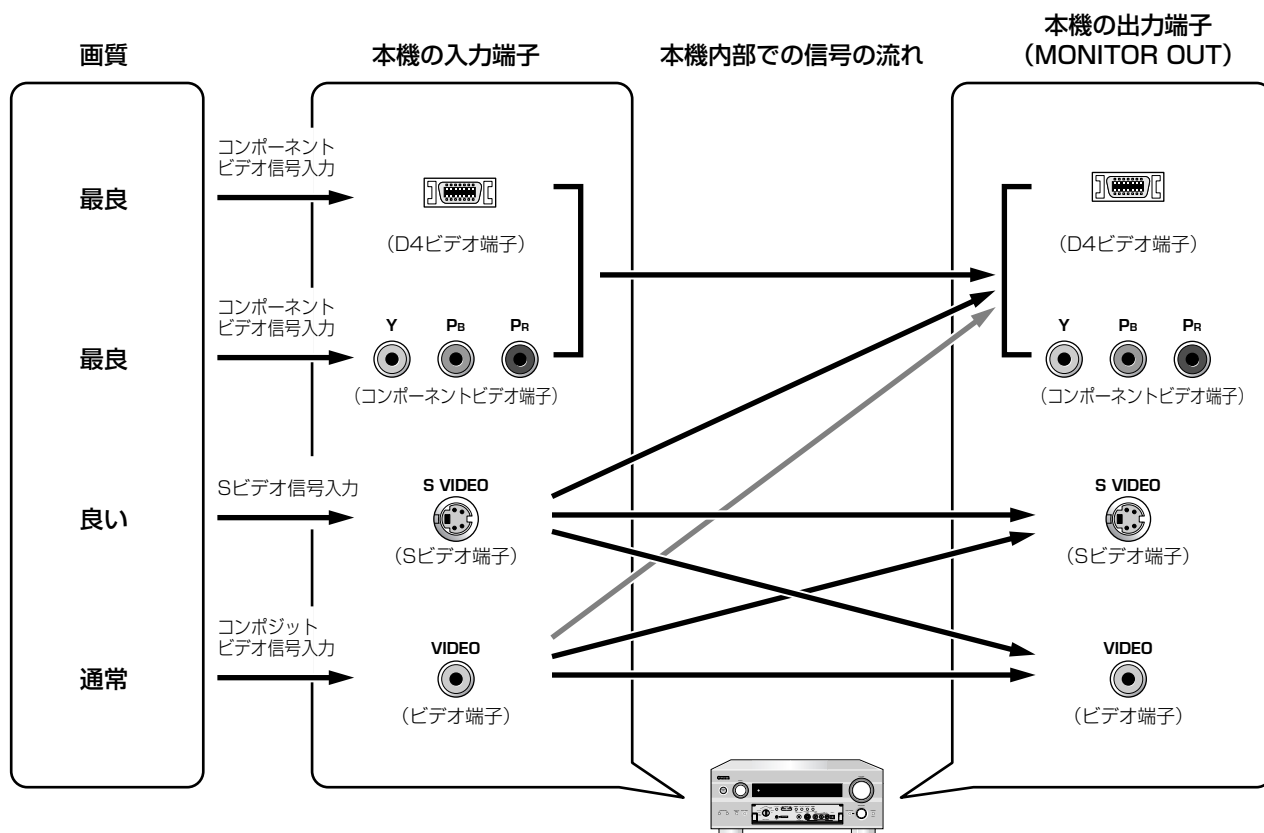 画質
本機の入力端子
本機内部での信号の流れ
本機の出力端子
（MONITOR OUT）
最良
コンポーネント
ビデオ信号入力
（D4ビデオ端子）
（D4ビデオ端子）
最良
コンポーネント
ビデオ信号入力
Y PB PR
（コンポーネントビデオ端子）
Y PB PR
（コンポーネントビデオ端子）
良い
Sビデオ信号入力
S VIDEO
（Sビデオ端子）
S VIDEO
（Sビデオ端子）
通常
コンポジット
ビデオ信号入力
VIDEO
（ビデオ端子）
VIDEO
（ビデオ端子）